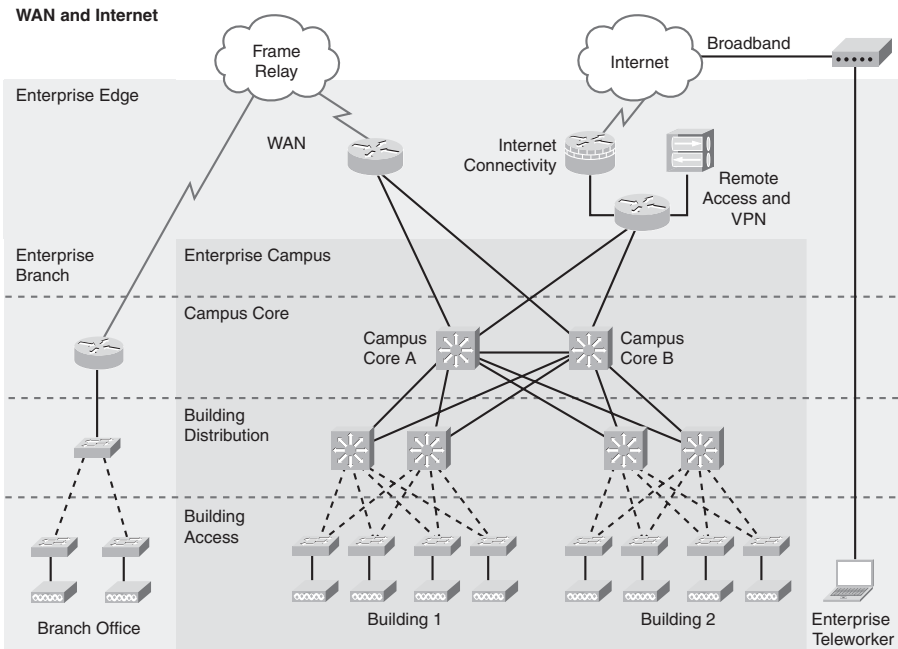 WAN and Internet
Frame
Relay
Internet
Broadband
Enterprise Edge
WAN
Internet
Connectivity
Remote
Access and
VPN
Enterprise
Branch
Enterprise Campus
Campus Core
Campus
Core A
Campus
Core B
Building
Distribution
Building
Access
Branch Office
Building 1
Building 2
Enterprise
Teleworker